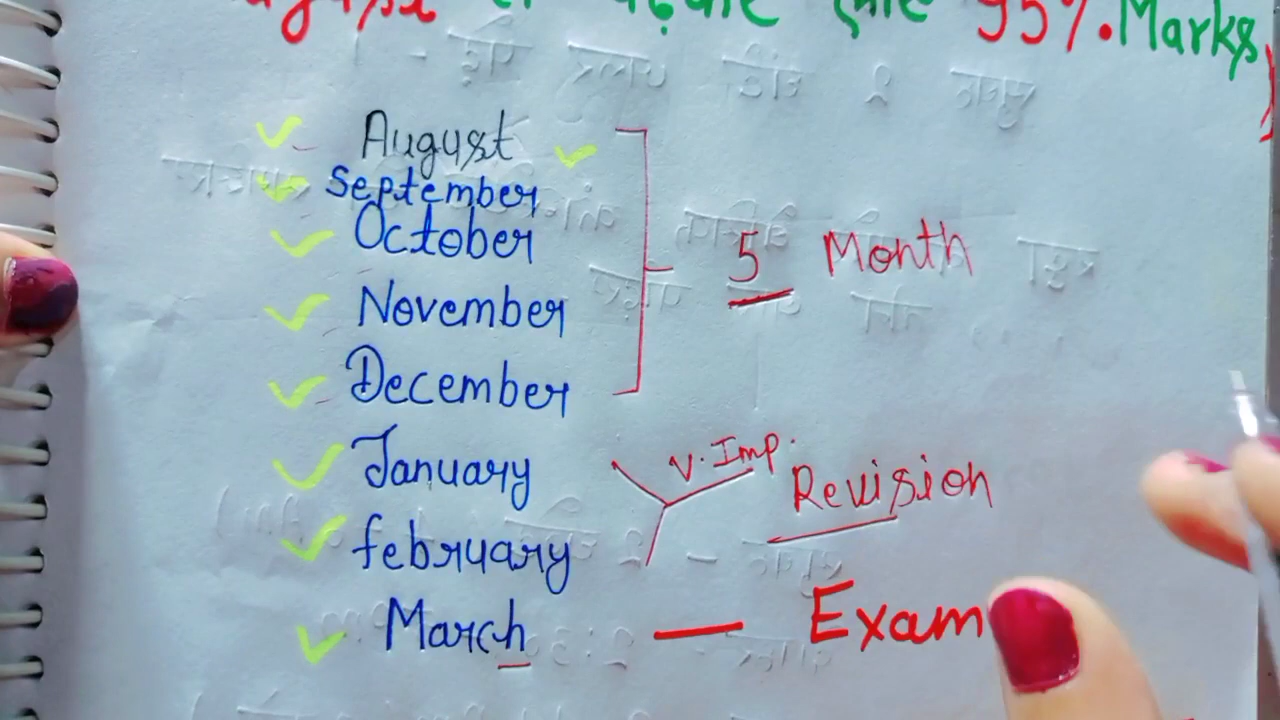 95%. Marks
August
September
October
November
December
5 Month
January
february
V. Imp.
Revision
March — Exam